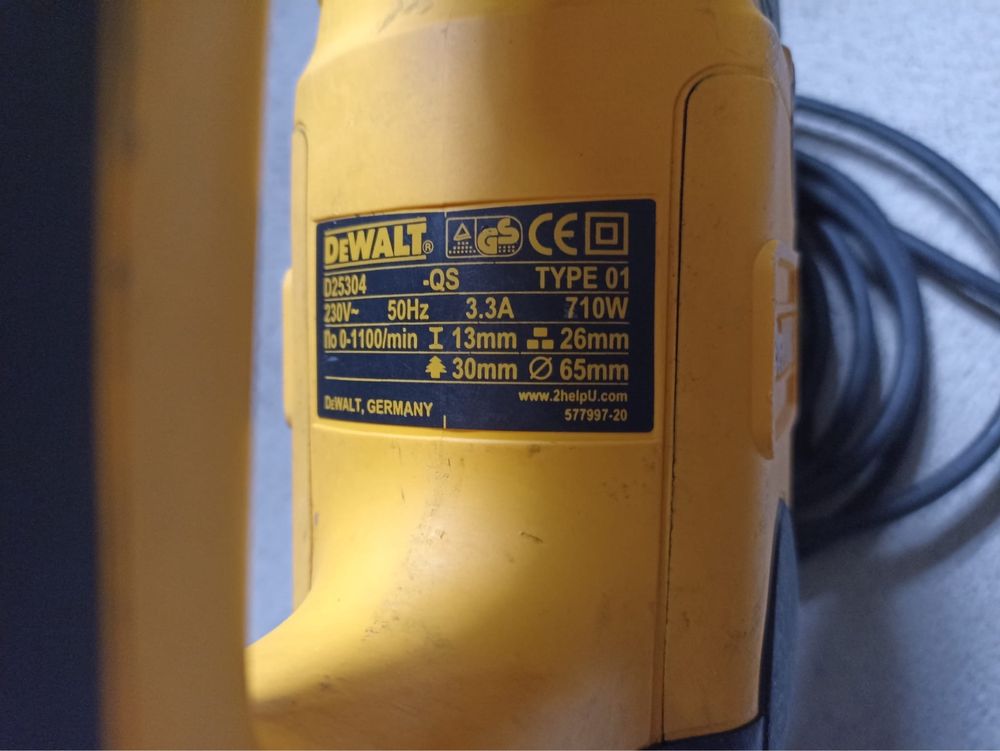 DEWALT®
GS CE
D25304 -QS TYPE 01
230V~ 50Hz 3.3A 710W
no 0-1100/min 13mm 26mm
30mm Ø 65mm
www.2helpU.com
DEWALT, GERMANY
577997-20